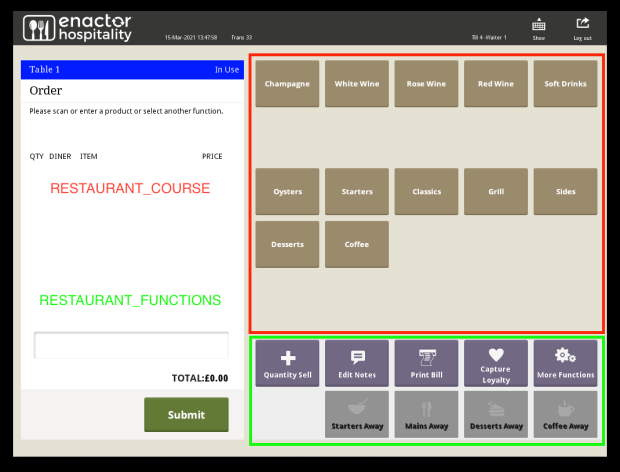 enactor
hospitality
15-Mar-2021 13:47:58 Trans 33 Till 4 -Waiter 1 Show Log out
Table 1 In Use
Order
Please scan or enter a product or select another function.
QTY DINER ITEM PRICE
RESTAURANT_COURSE
RESTAURANT_FUNCTIONS
TOTAL:£0.00
Submit
Champagne White Wine Rose Wine Red Wine Soft Drinks
Oysters Starters Classics Grill Sides
Desserts Coffee
Quantity Sell Edit Notes Print Bill Capture Loyalty More Functions
Starters Away Mains Away Desserts Away Coffee Away